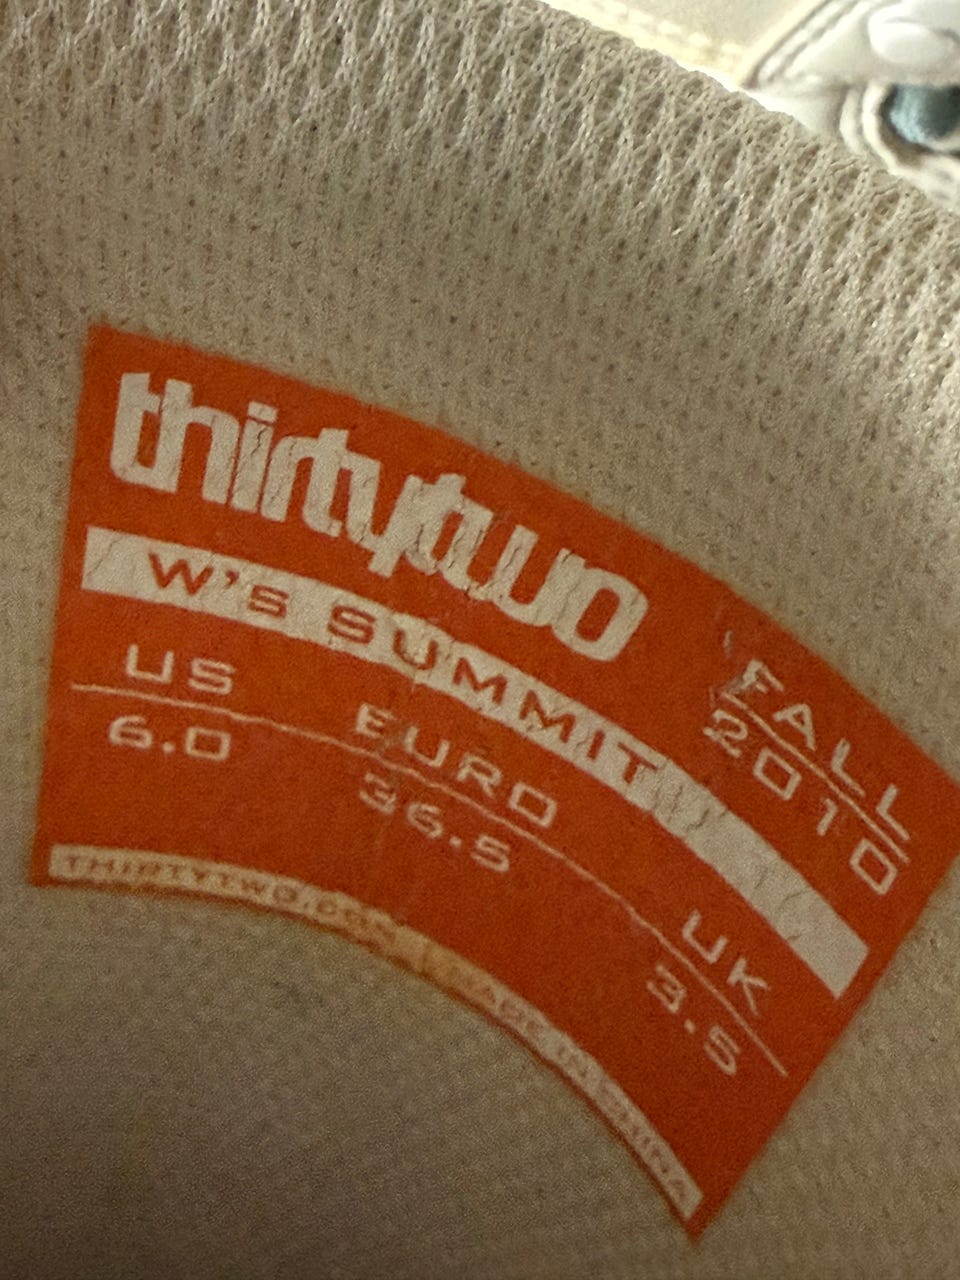 thirtytwo
W'S SUMMIT
FALL
2010
US
6.0
EURO
36.5
UK
3.5
THIRTYTWO.COM MADE IN CHINA